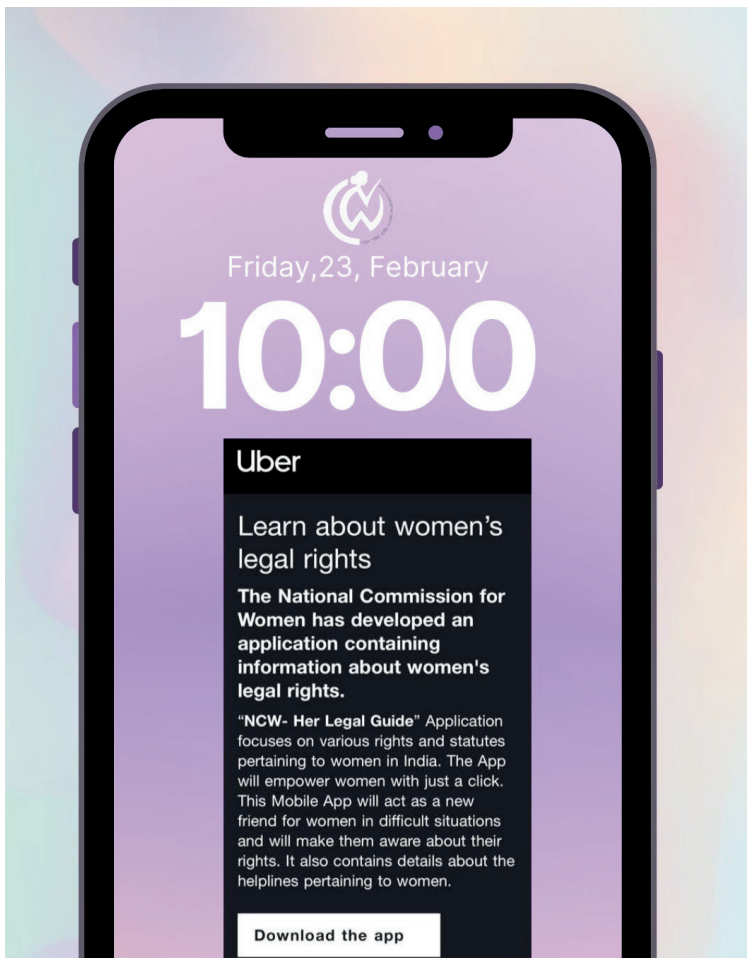 Friday,23, February
10:00
Uber
Learn about women’s
legal rights
The National Commission for
Women has developed an
application containing
information about women's
legal rights.
“NCW- Her Legal Guide” Application
focuses on various rights and statutes
pertaining to women in India. The App
will empower women with just a click.
This Mobile App will act as a new
friend for women in difficult situations
and will make them aware about their
rights. It also contains details about the
helplines pertaining to women.
Download the app